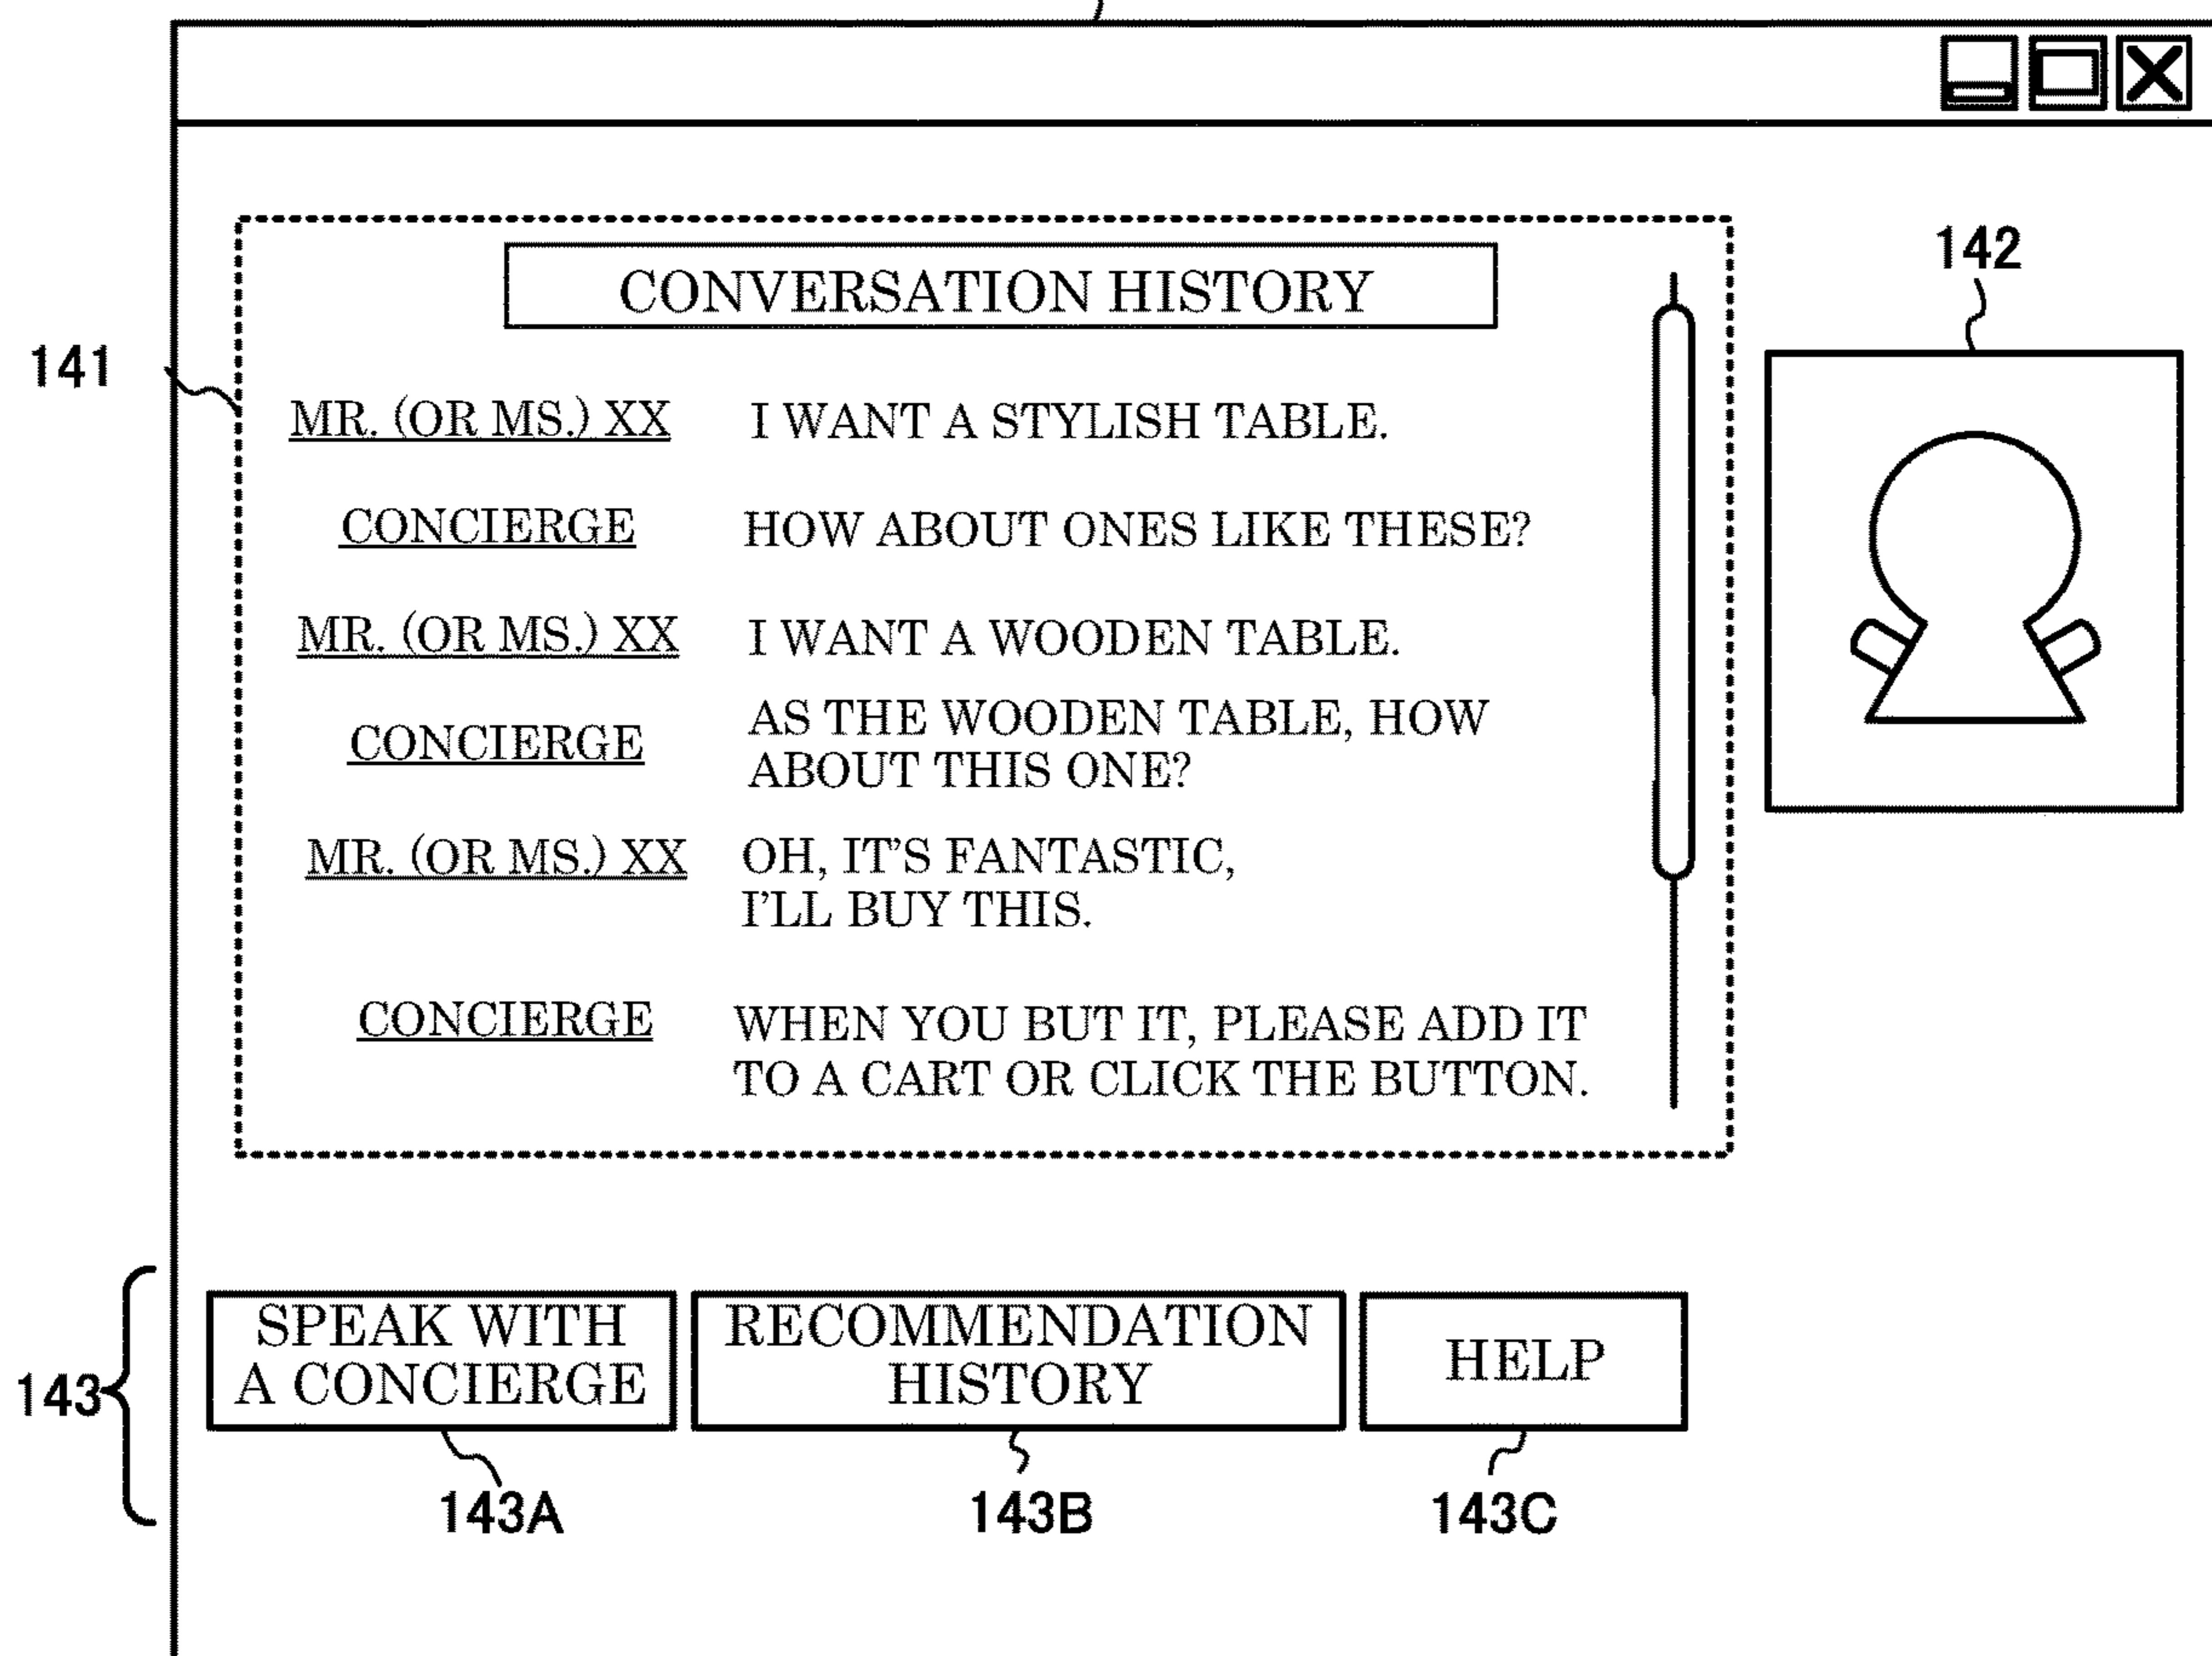 CONVERSATION HISTORY
142
141
MR. (OR MS.) XX I WANT A STYLISH TABLE.
CONCIERGE HOW ABOUT ONES LIKE THESE?
MR. (OR MS.) XX I WANT A WOODEN TABLE.
CONCIERGE AS THE WOODEN TABLE, HOW
ABOUT THIS ONE?
MR. (OR MS.) XX OH, IT'S FANTASTIC,
I'LL BUY THIS.
CONCIERGE WHEN YOU BUT IT, PLEASE ADD IT
TO A CART OR CLICK THE BUTTON.
143
SPEAK WITH
A CONCIERGE
RECOMMENDATION
HISTORY
HELP
143A
143B
143C